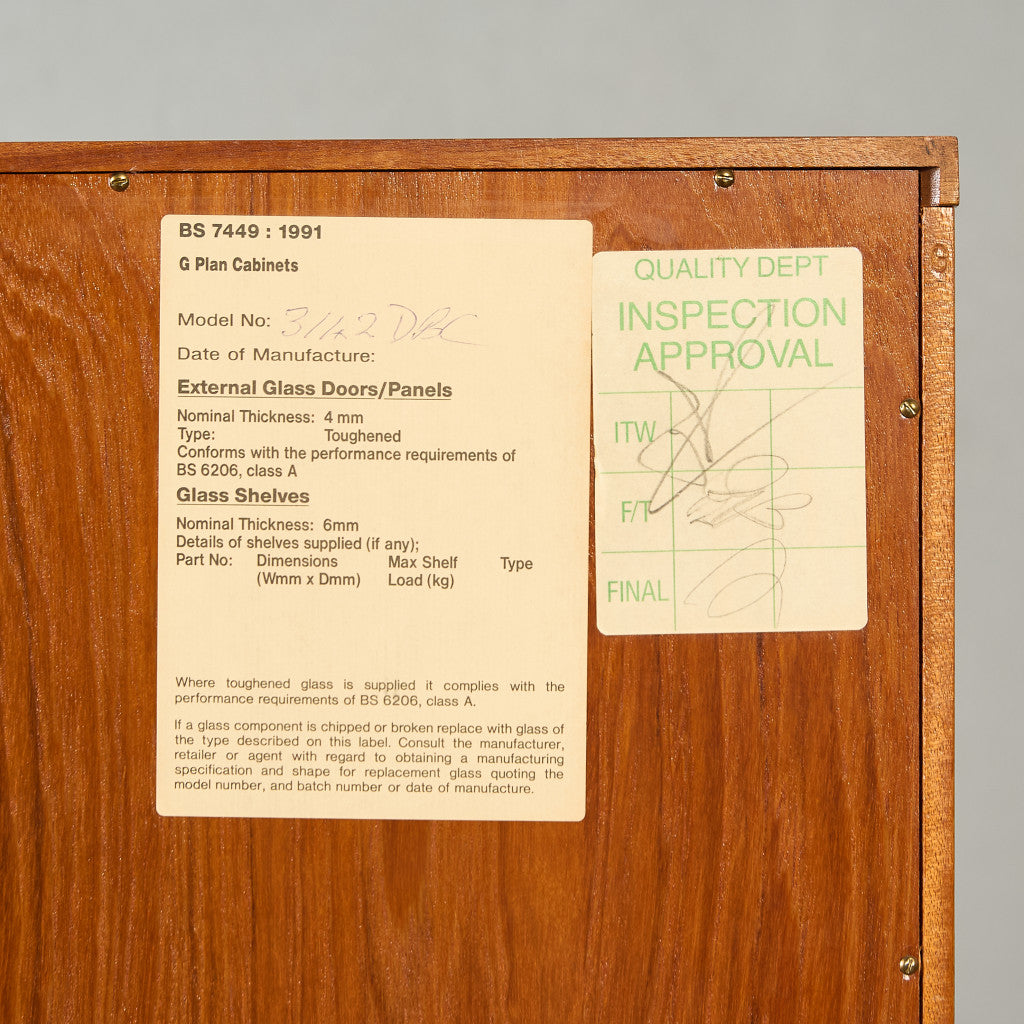 BS 7449 : 1991
G Plan Cabinets
Model No: 3142 DBC
Date of Manufacture:
External Glass Doors/Panels
Nominal Thickness: 4 mm
Type: Toughened
Conforms with the performance requirements of
BS 6206, class A
Glass Shelves
Nominal Thickness: 6mm
Details of shelves supplied (if any);
Part No: Dimensions Max Shelf Type
(Wmm x Dmm) Load (kg)
Where toughened glass is supplied it complies with the
performance requirements of BS 6206, class A.
If a glass component is chipped or broken replace with glass of
the type described on this label. Consult the manufacturer,
retailer or agent with regard to obtaining a manufacturing
specification and shape for replacement glass quoting the
model number, and batch number or date of manufacture.
QUALITY DEPT
INSPECTION
APPROVAL
ITW
F/T
FINAL